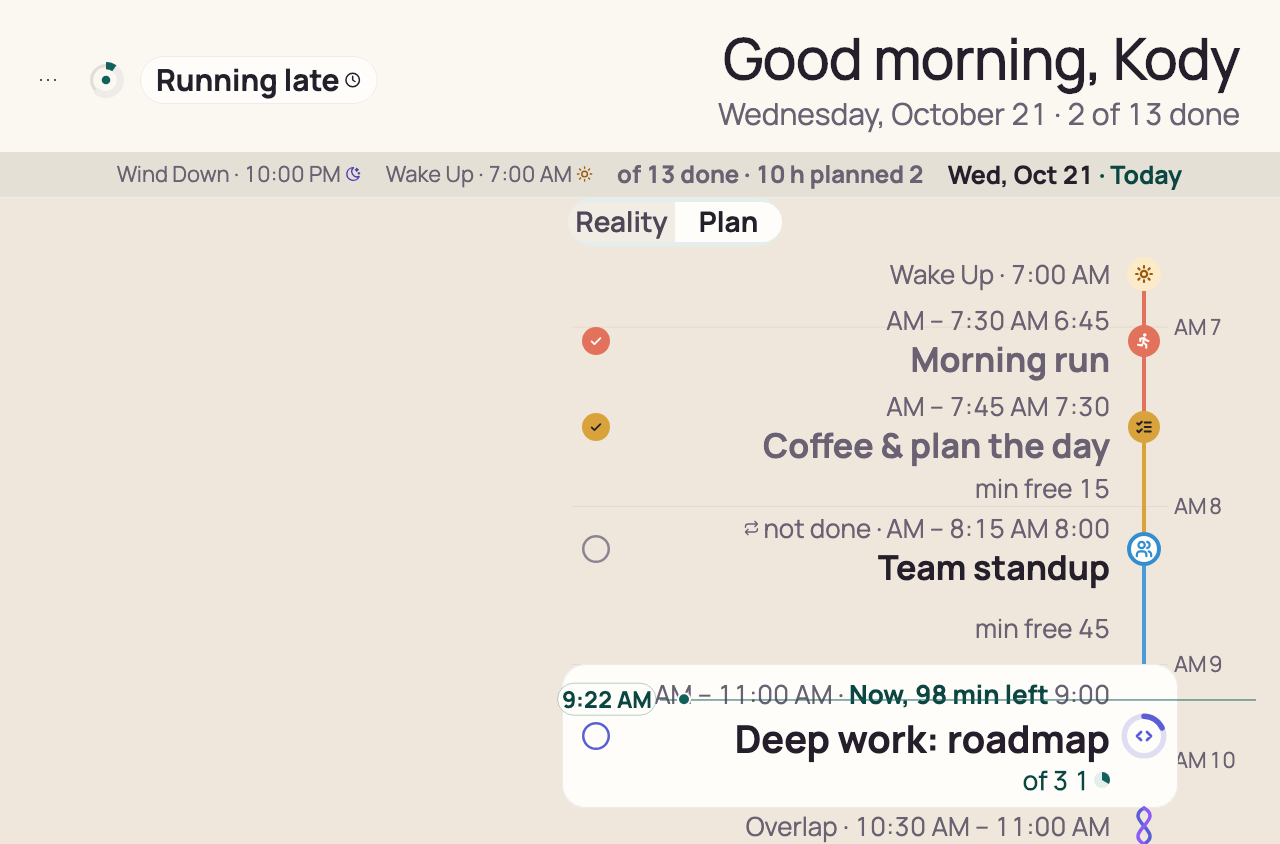 Good morning, Kody
Wednesday, October 21 · 2 of 13 done
Running late
...
Wind Down · 10:00 PM Wake Up · 7:00 AM of 13 done · 10 h planned 2 Wed, Oct 21 · Today
Reality Plan
Wake Up · 7:00 AM
AM – 7:30 AM 6:45
AM 7
Morning run
AM – 7:45 AM 7:30
Coffee & plan the day
min free 15
AM 8
not done · AM – 8:15 AM 8:00
Team standup
min free 45
AM 9
9:22 AM
AM – 11:00 AM · Now, 98 min left 9:00
Deep work: roadmap
AM 10
of 3 1
Overlap · 10:30 AM – 11:00 AM